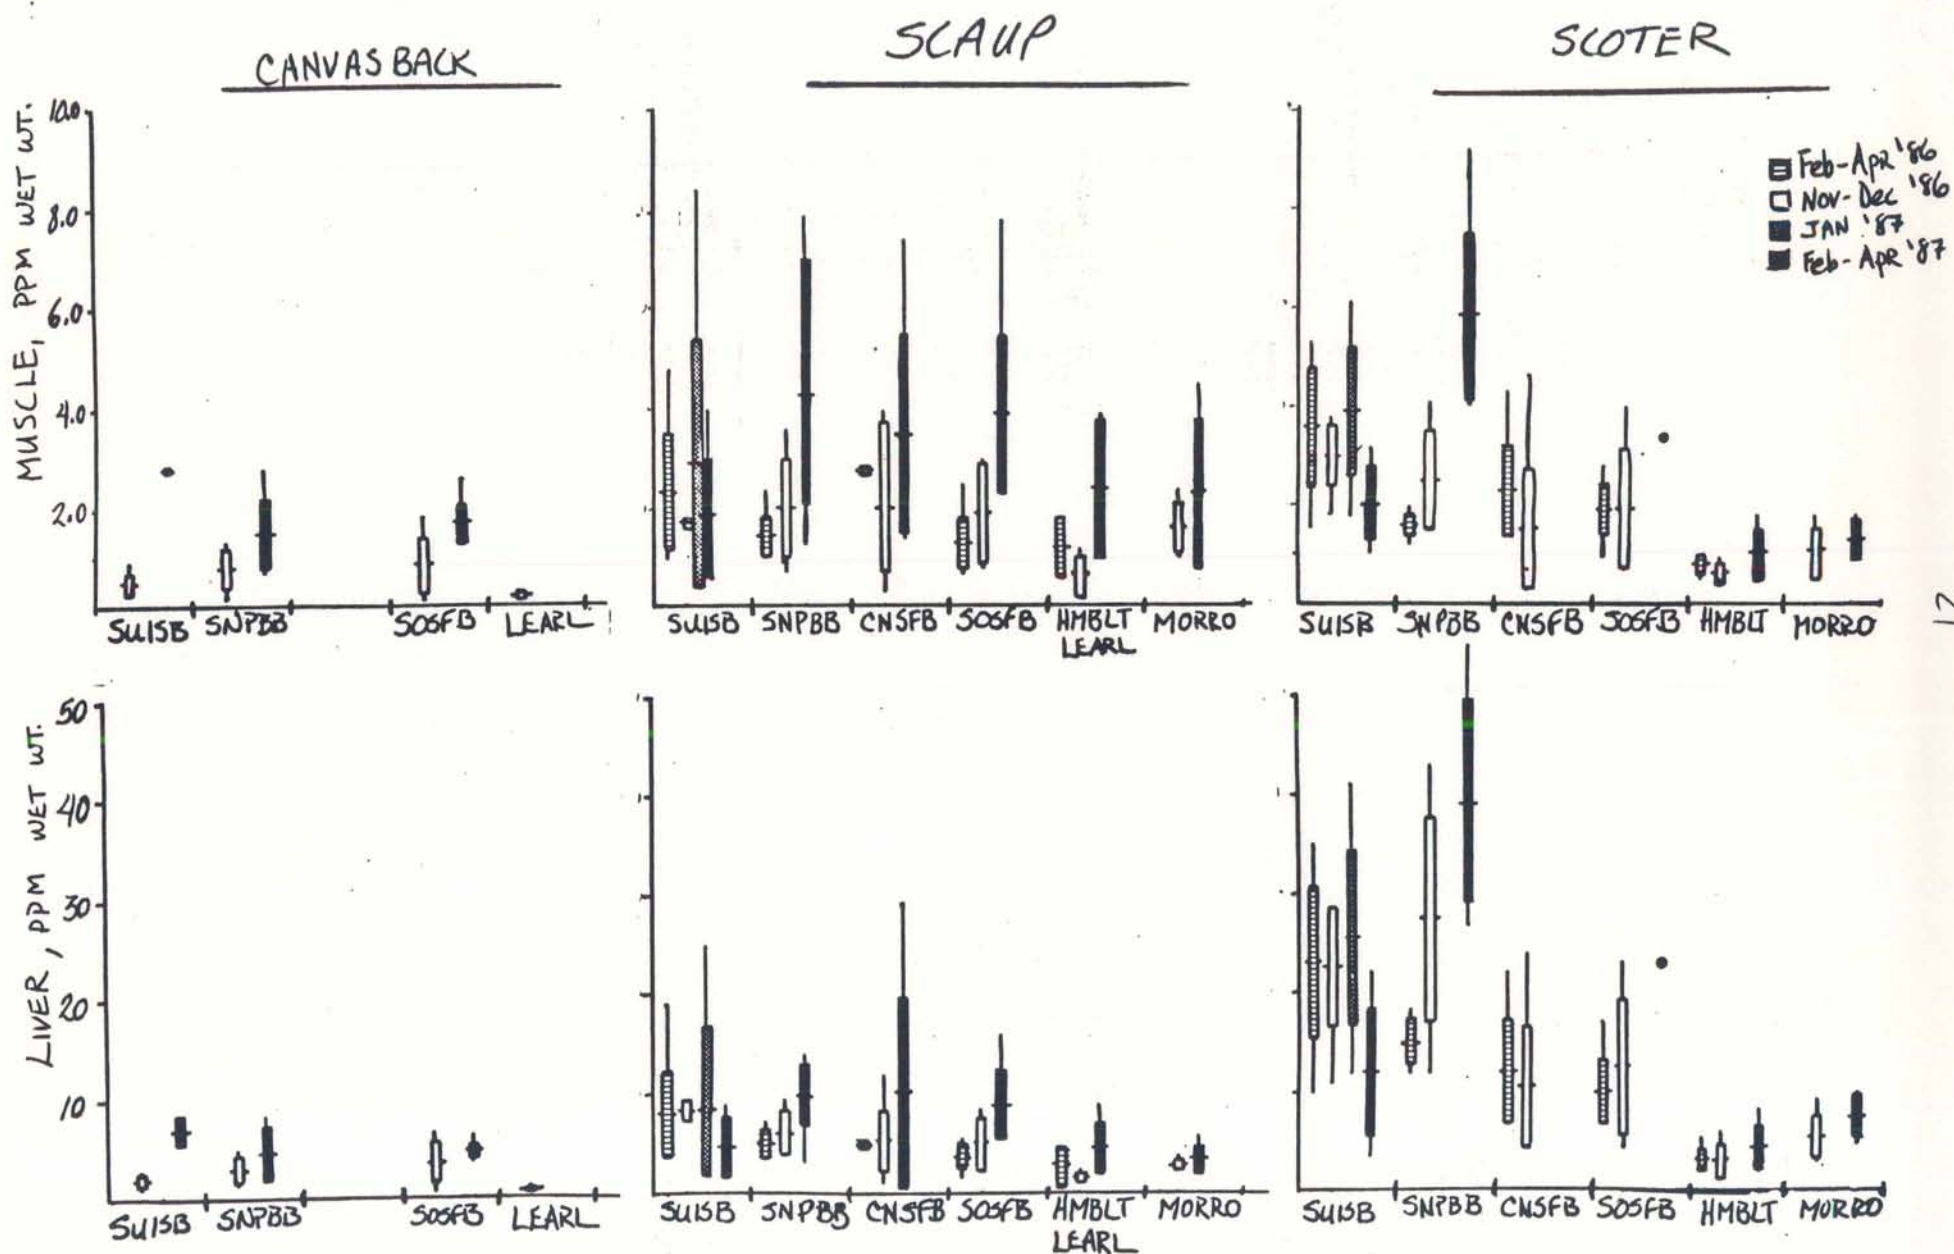 CANVASBACK
SCAUP
SCOTER
MUSCLE, PPM WET WT.
10.0
8.0
6.0
4.0
2.0
Feb-Apr '86
Nov-Dec '86
JAN '87
Feb-Apr '87
SUISB SNPBB SOSFB LEARL
SUISB SNPBB CNSFB SOSFB HMBLT MORRO
LEARL
SUISB SNPBB CNSFB SOSFB HMBLT MORRO
17
LIVER, PPM WET WT.
50
40
30
20
10
SUISB SNPBB SOSFB LEARL
SUISB SNPBB CNSFB SOSFB HMBLT MORRO
LEARL
SUISB SNPBB CNSFB SOSFB HMBLT MORRO